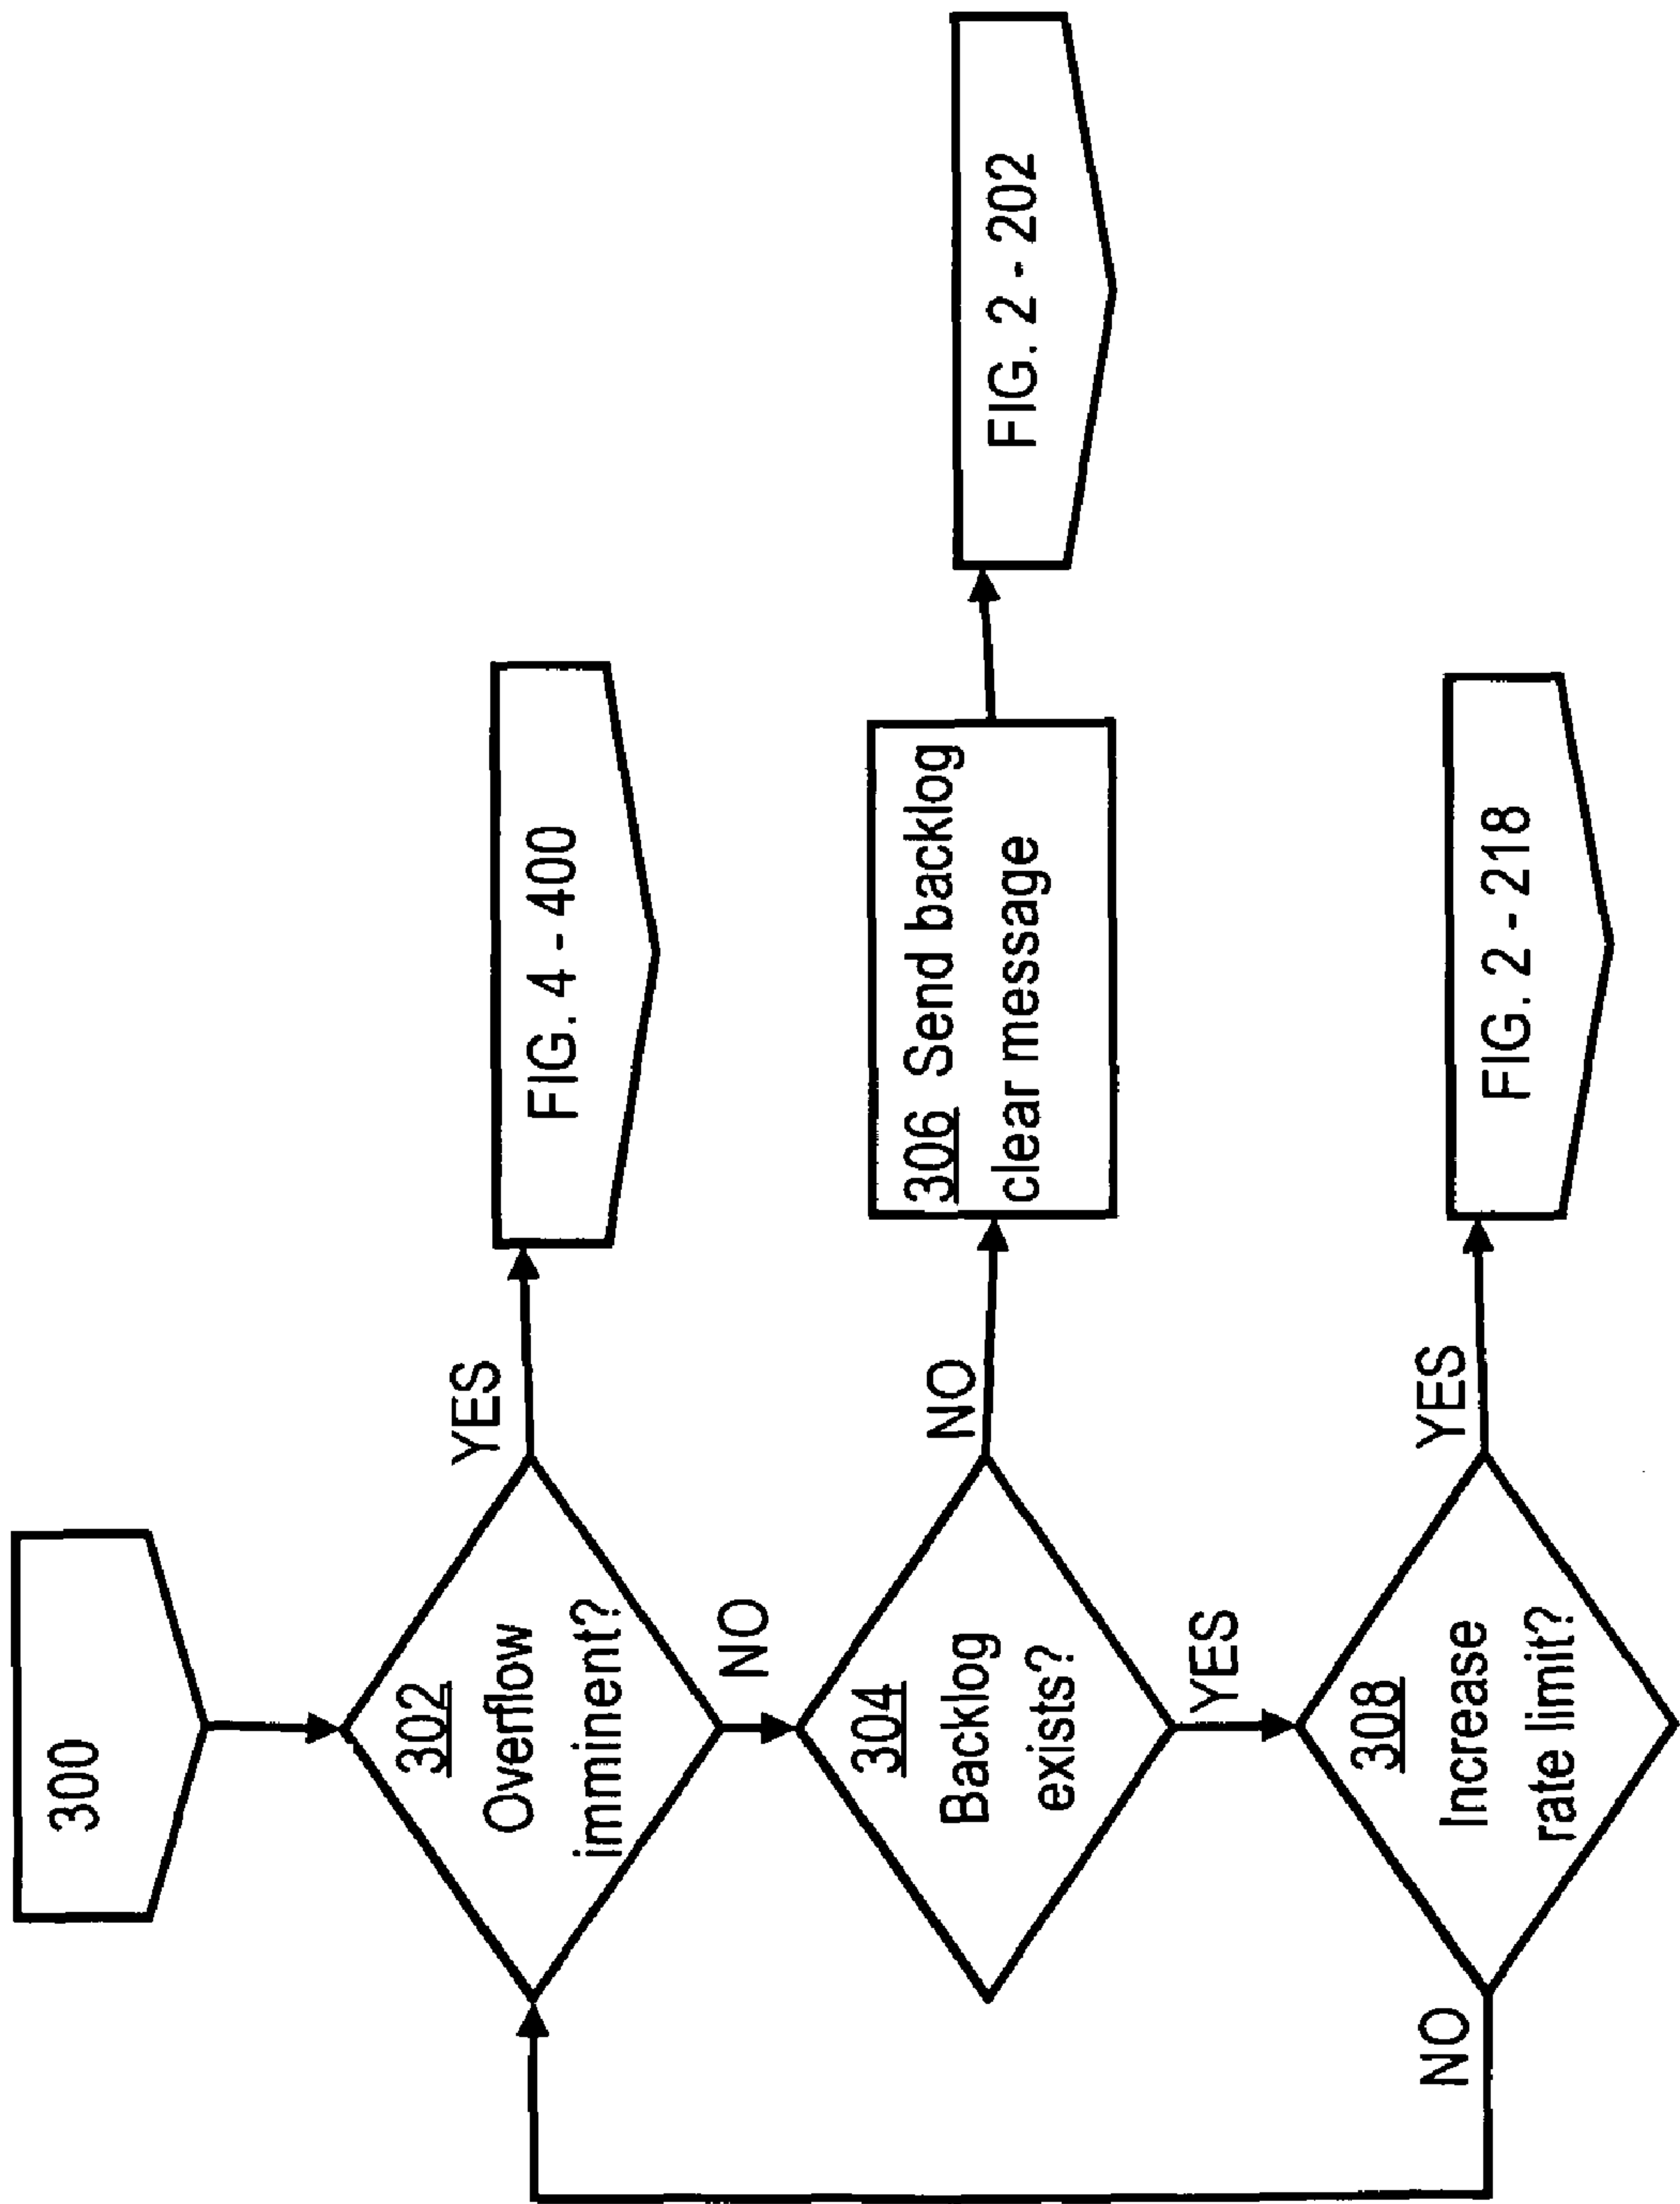 300
302
Overflow
imminent?
YES
FIG. 4 - 400
NO
304
Backlog
exists?
NO
306 Send backlog
clear message
FIG. 2 - 202
YES
308
Increase
rate limit?
YES
FIG. 2 - 218
NO